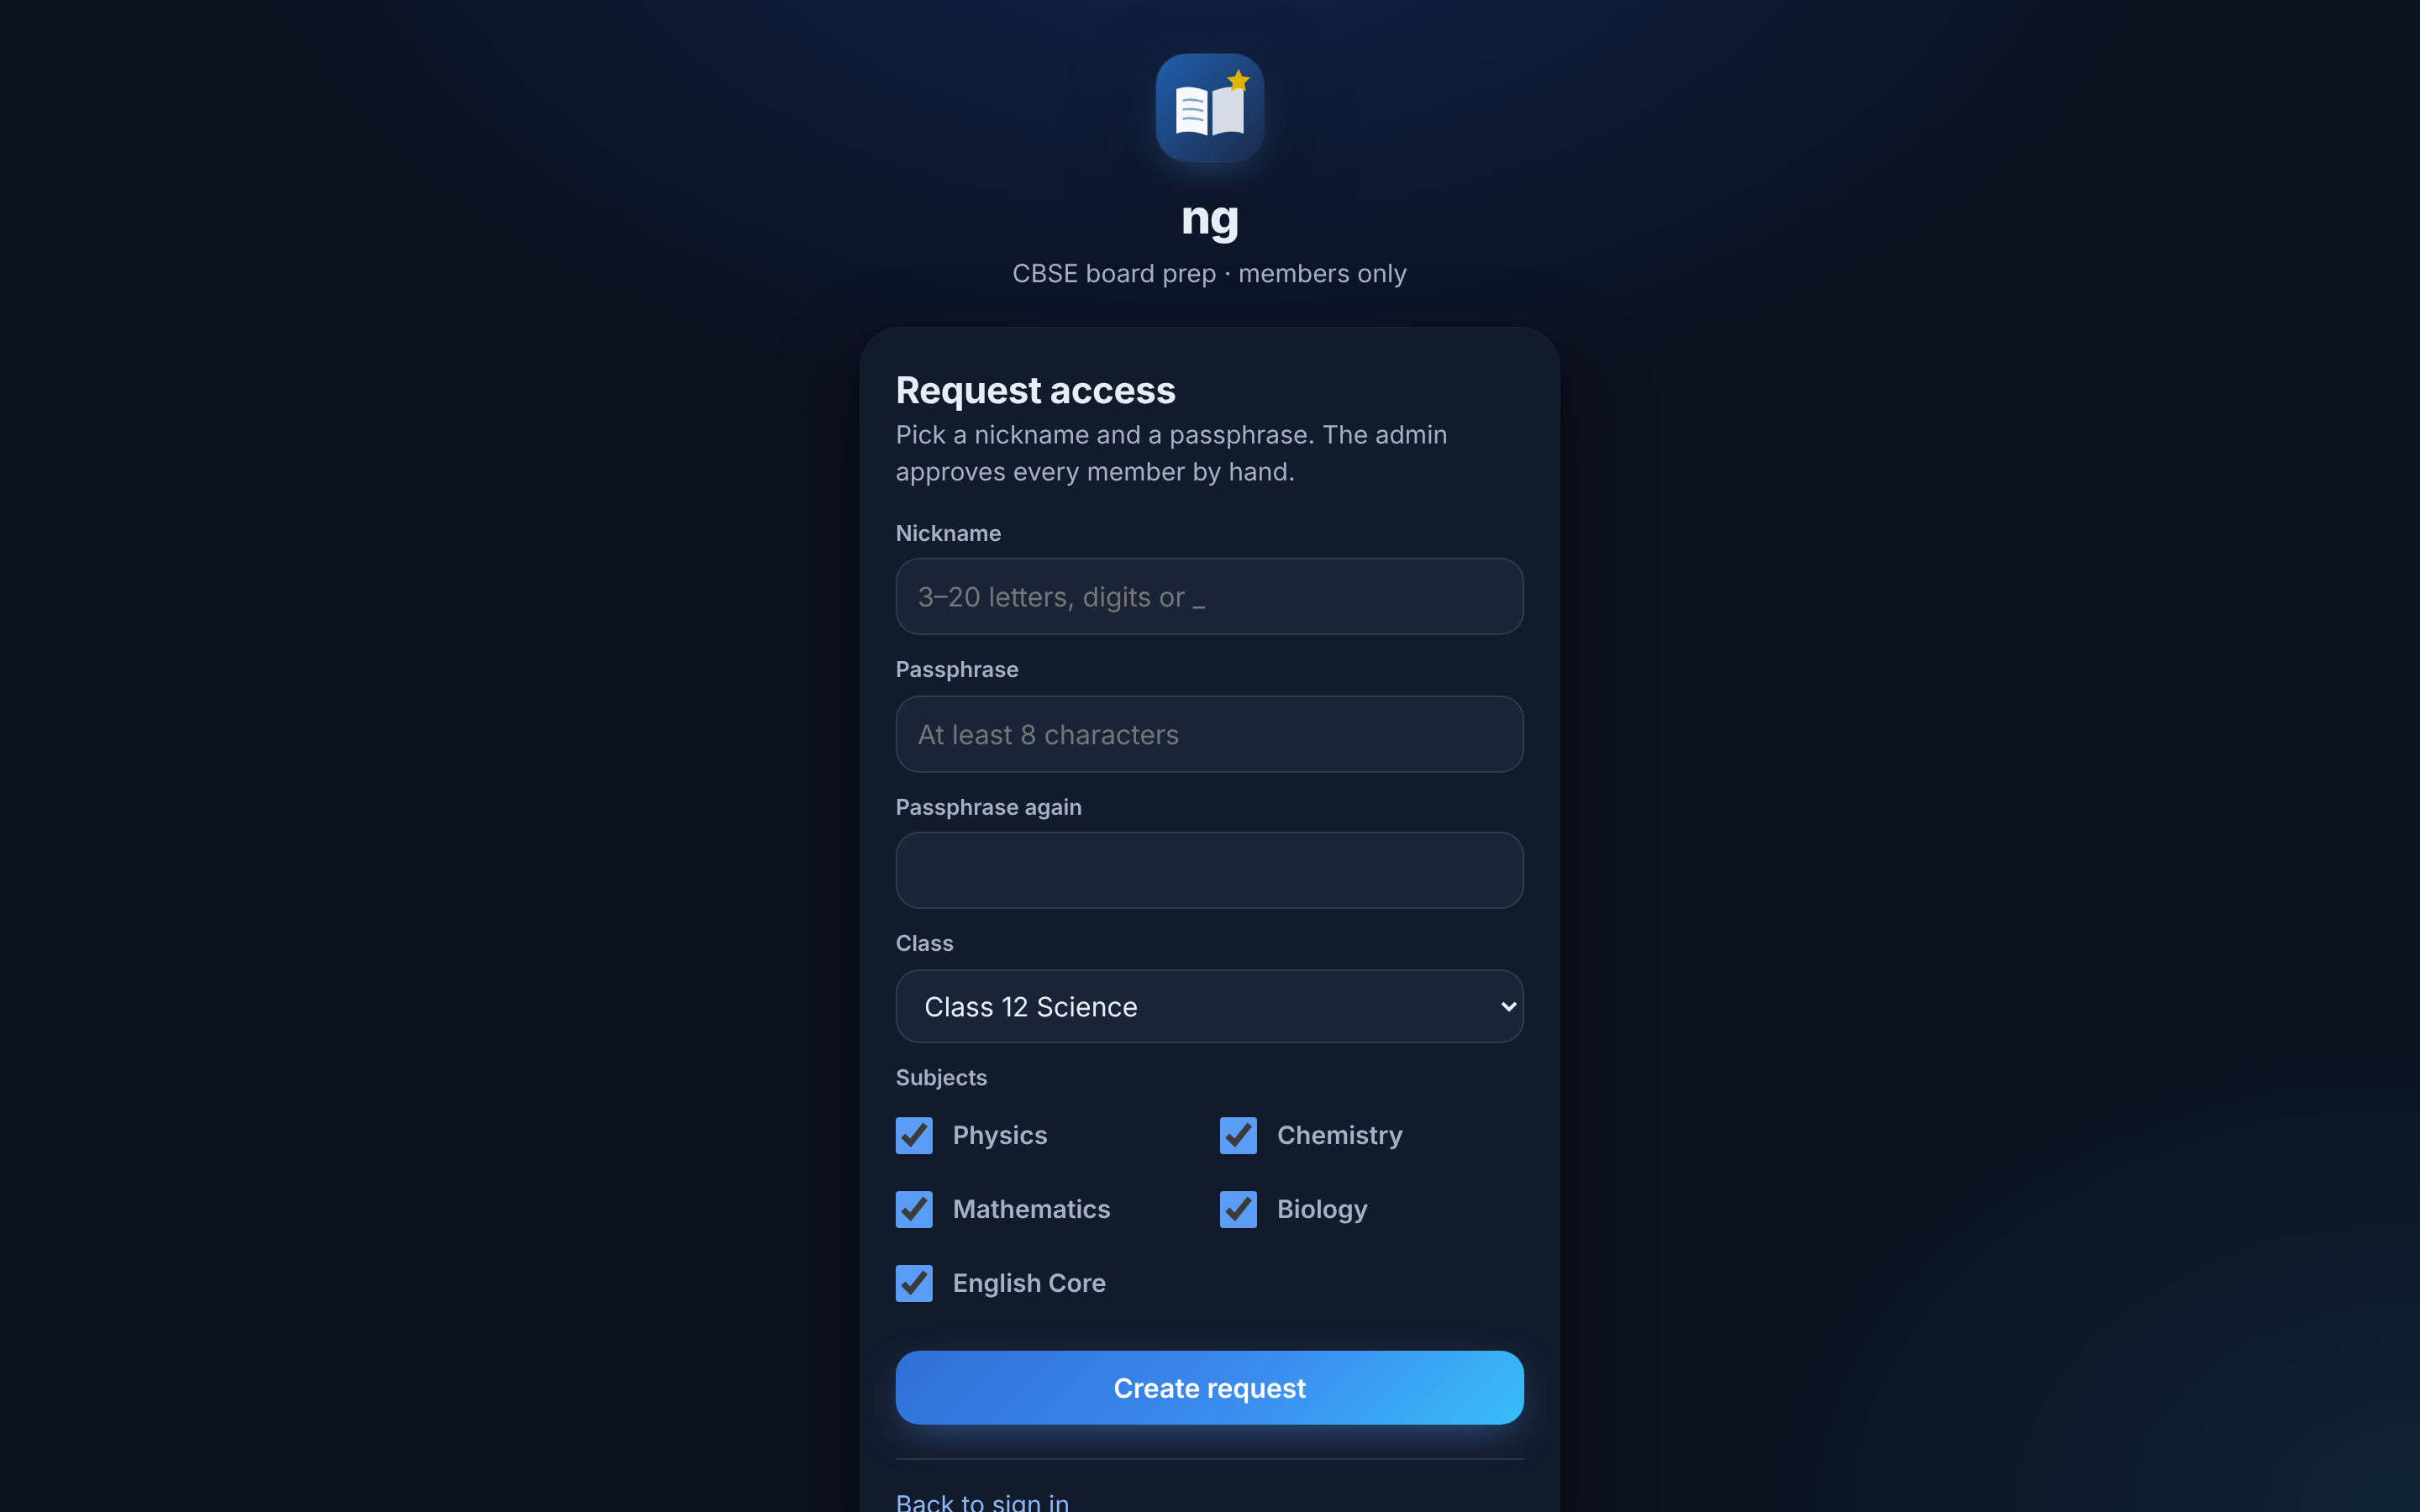 ng
CBSE board prep · members only
Request access
Pick a nickname and a passphrase. The admin
approves every member by hand.
Nickname
3–20 letters, digits or _
Passphrase
At least 8 characters
Passphrase again
Class
Class 12 Science
Subjects
Physics
Chemistry
Mathematics
Biology
English Core
Create request
Back to sign in